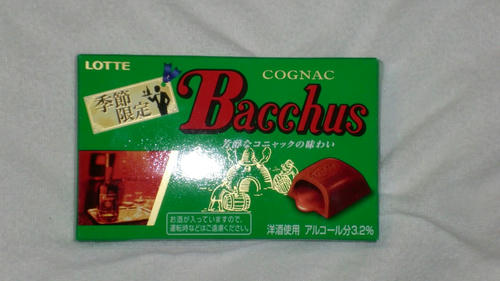 LOTTE
季節
限定
COGNAC
Bacchus
芳醇なコニャックの味わい
お酒が入っていますので、
運転時などはご遠慮ください。
洋酒使用 アルコール分3.2%